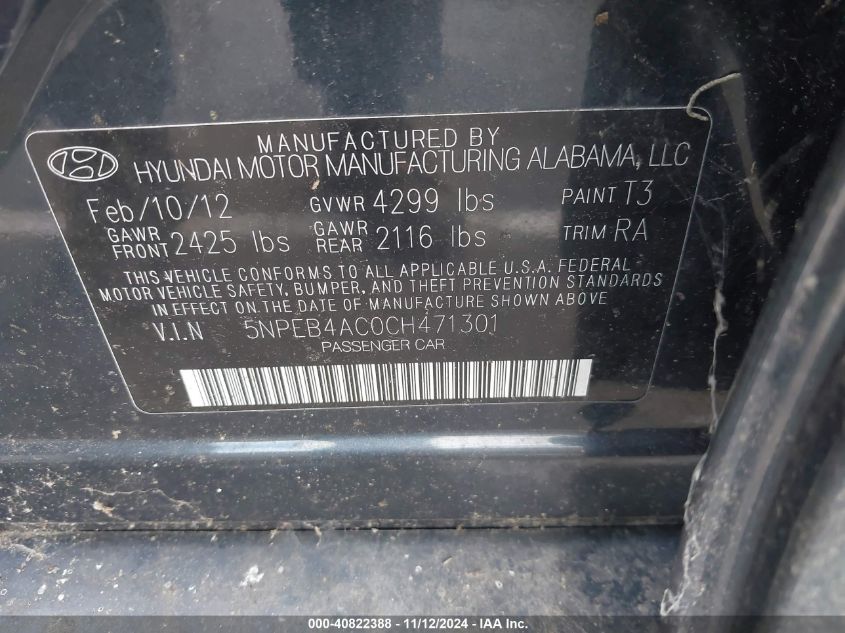 MANUFACTURED BY
HYUNDAI MOTOR MANUFACTURING ALABAMA, LLC
Feb/10/12 GVWR 4299 lbs PAINT T3
GAWR FRONT 2425 lbs GAWR REAR 2116 lbs TRIM RA
THIS VEHICLE CONFORMS TO ALL APPLICABLE U.S.A. FEDERAL
MOTOR VEHICLE SAFETY, BUMPER, AND THEFT PREVENTION STANDARDS
IN EFFECT ON THE DATE OF MANUFACTURE SHOWN ABOVE
V.I.N 5NPEB4AC0CH471301
PASSENGER CAR
000-40822388 - 11/12/2024 - IAA Inc.